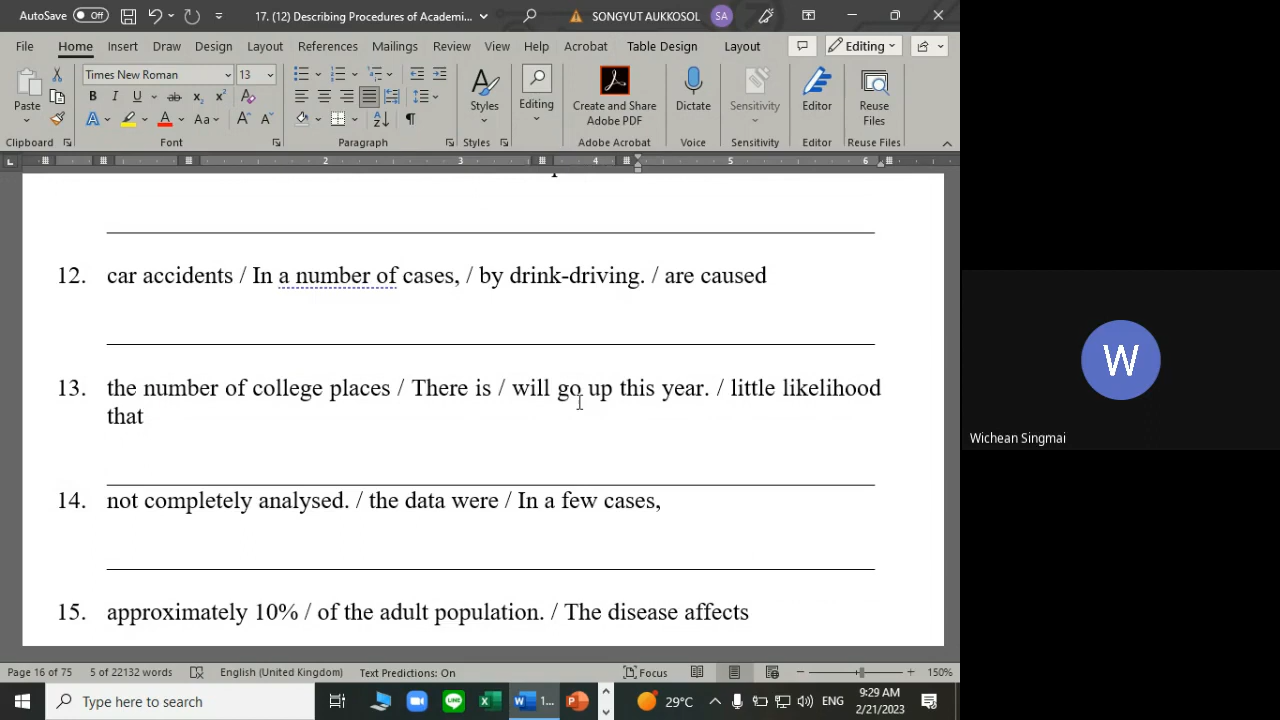 AutoSave Off 17. (12) Describing Procedures of Academi... SONGYUT AUKKOSOL SA
File Home Insert Draw Design Layout References Mailings Review View Help Acrobat Table Design Layout Editing
Times New Roman 13
Paste Styles Editing Create and Share Adobe PDF Dictate Sensitivity Editor Reuse Files
Clipboard Font Paragraph Styles Adobe Acrobat Voice Sensitivity Editor Reuse Files
2 3 4 5 6
12. car accidents / In a number of cases, / by drink-driving. / are caused
13. the number of college places / There is / will go up this year. / little likelihood
that
14. not completely analysed. / the data were / In a few cases,
15. approximately 10% / of the adult population. / The disease affects
W
Wichean Singmai
Page 16 of 75 5 of 22132 words English (United Kingdom) Text Predictions: On Focus 150%
Type here to search 1... 29°C ENG 9:29 AM
2/21/2023